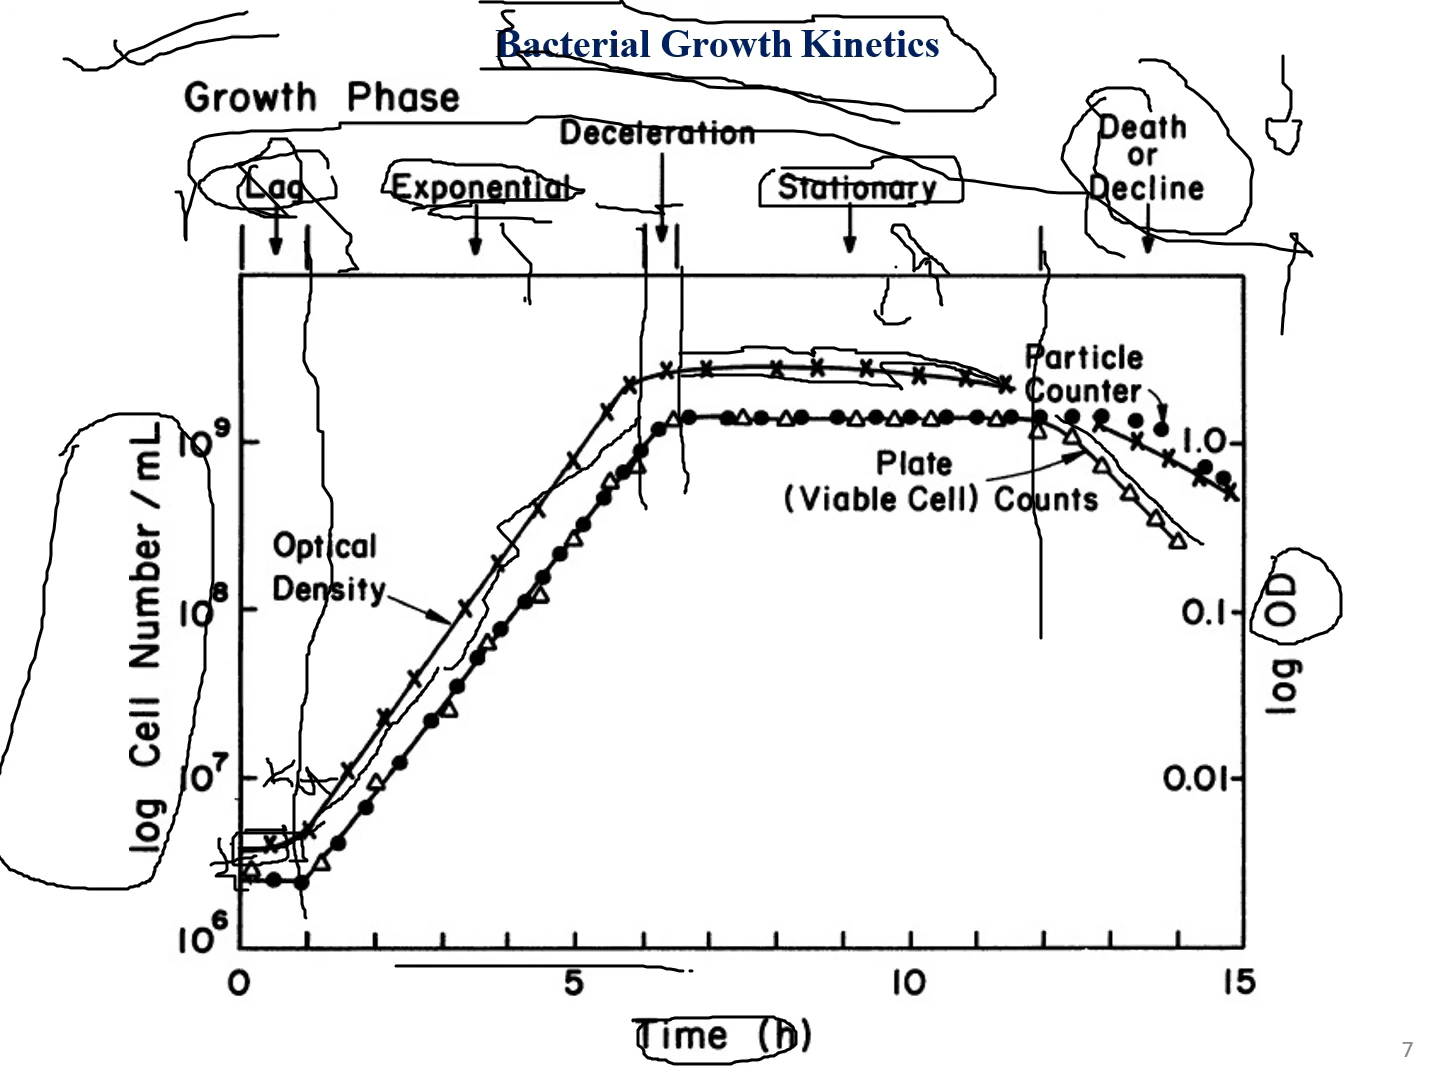 Bacterial Growth Kinetics
Growth Phase
Deceleration
Lag
Exponential
Stationary
Death
or
Decline
Particle
Counter
Plate
(Viable Cell) Counts
Optical
Density
log Cell Number/mL
10⁹
10⁸
10⁷
10⁶
1.0
0.1
0.01
log OD
0 5 10 15
Time (h)
7